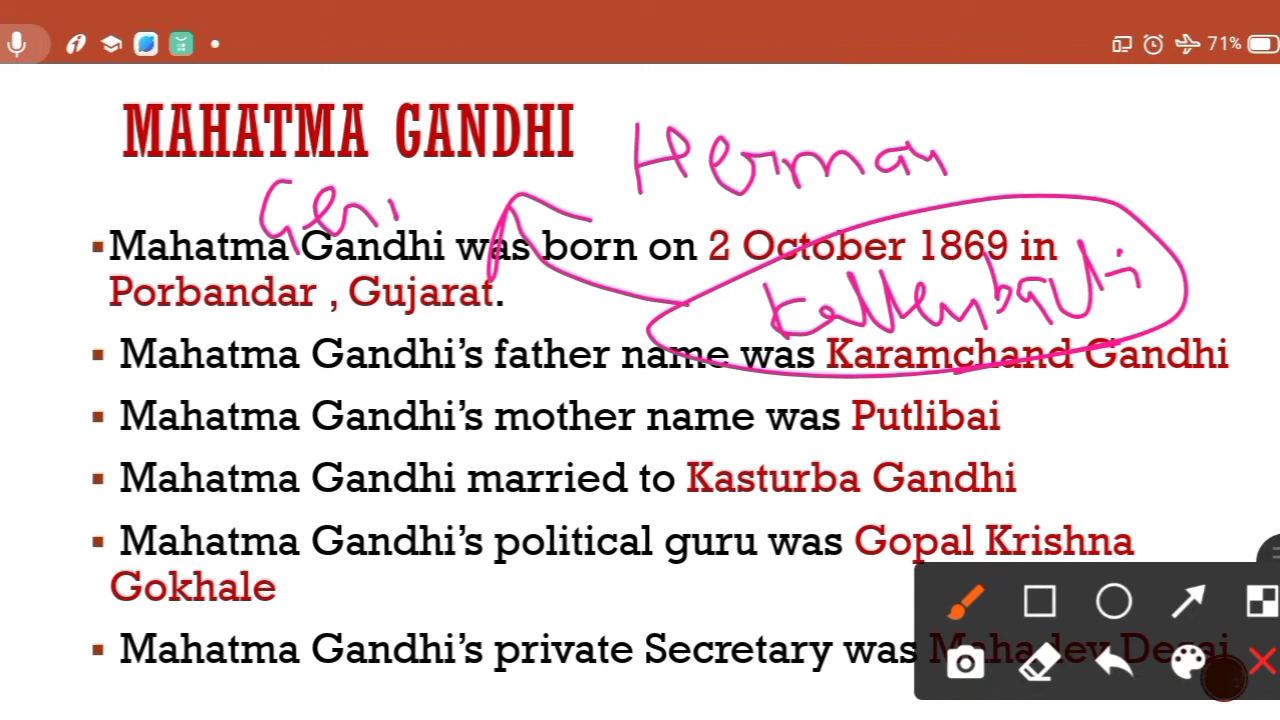 71%
MAHATMA GANDHI
Herman
Geri
▪Mahatma Gandhi was born on 2 October 1869 in
Porbandar , Gujarat.
Kallenbach
▪ Mahatma Gandhi’s father name was Karamchand Gandhi
▪ Mahatma Gandhi’s mother name was Putlibai
▪ Mahatma Gandhi married to Kasturba Gandhi
▪ Mahatma Gandhi’s political guru was Gopal Krishna
Gokhale
▪ Mahatma Gandhi’s private Secretary was Mahadev Desai